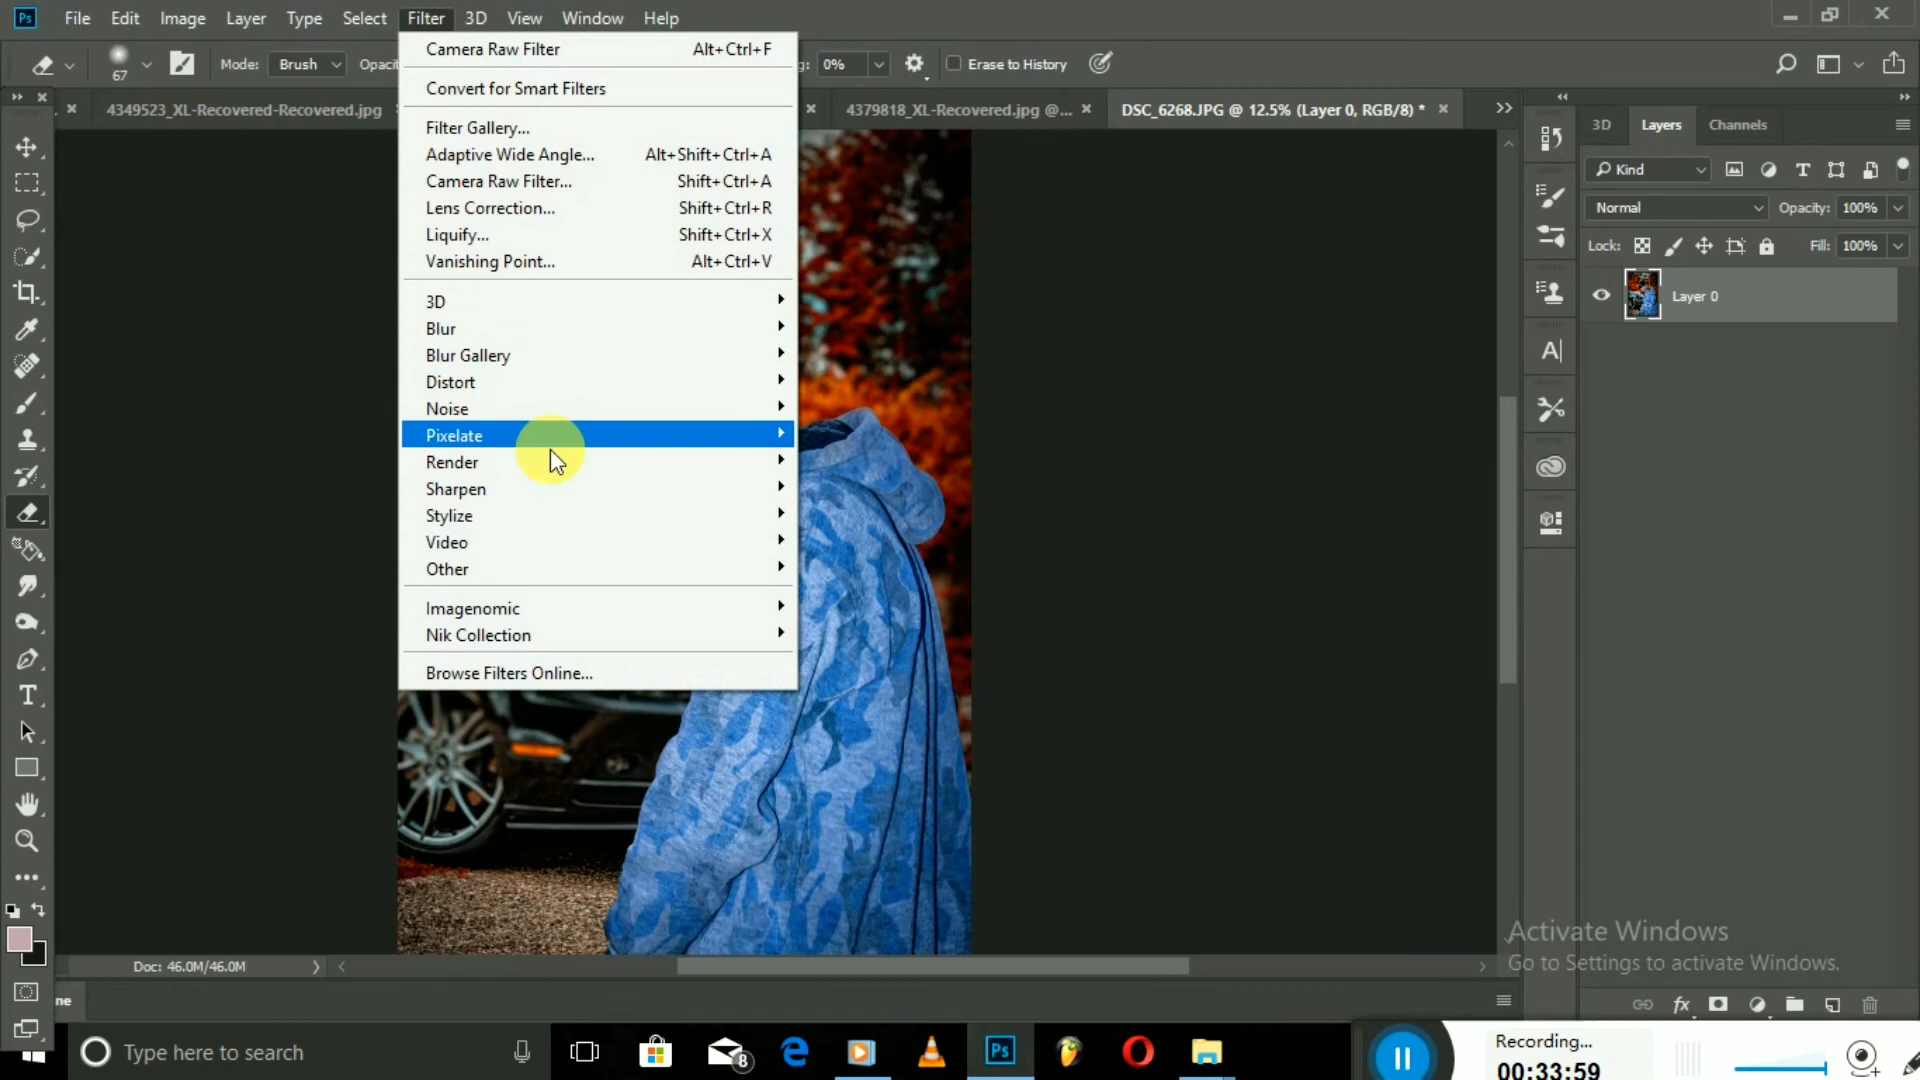 Ps File Edit Image Layer Type Select Filter 3D View Window Help
67 Mode: Brush Opacit g: 0% Erase to History
4349523_XL-Recovered-Recovered.jpg 4379818_XL-Recovered.jpg @... DSC_6268.JPG @ 12.5% (Layer 0, RGB/8) *
Camera Raw Filter Alt+Ctrl+F
Convert for Smart Filters
Filter Gallery...
Adaptive Wide Angle... Alt+Shift+Ctrl+A
Camera Raw Filter... Shift+Ctrl+A
Lens Correction... Shift+Ctrl+R
Liquify... Shift+Ctrl+X
Vanishing Point... Alt+Ctrl+V
3D
Blur
Blur Gallery
Distort
Noise
Pixelate
Render
Sharpen
Stylize
Video
Other
Imagenomic
Nik Collection
Browse Filters Online...
3D Layers Channels
Kind
Normal Opacity: 100%
Lock: Fill: 100%
Layer 0
Activate Windows
Go to Settings to activate Windows.
Doc: 46.0M/46.0M
ne
Type here to search
8
Ps
Recording...
00:33:59